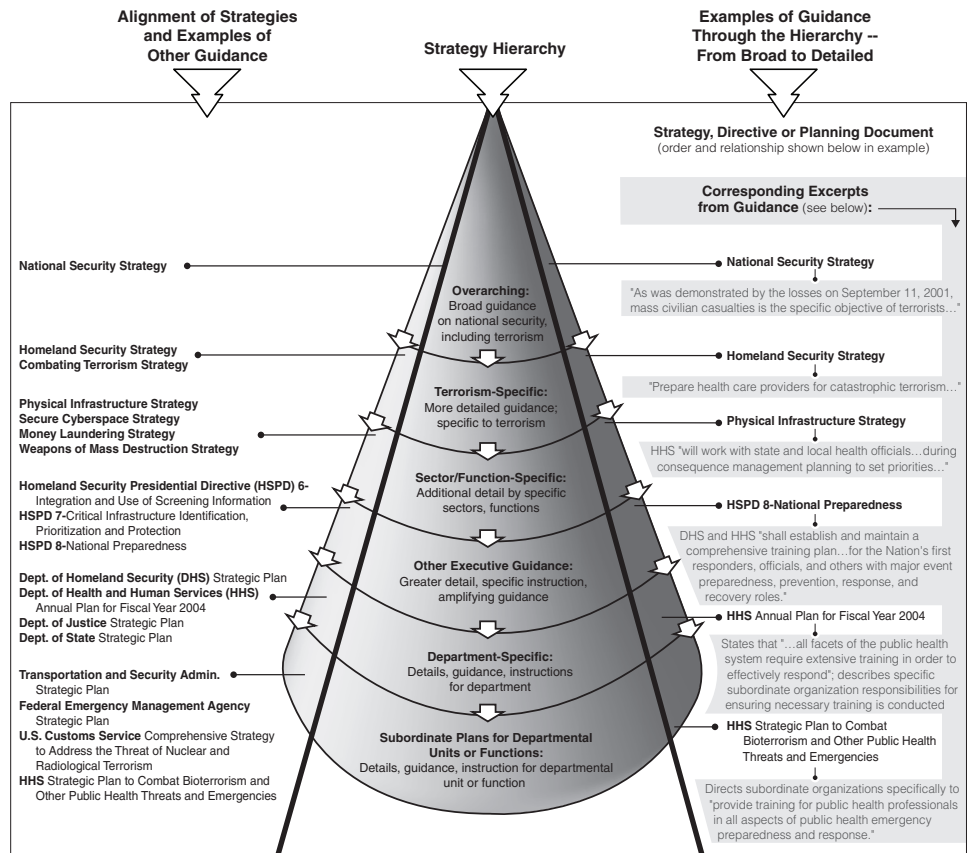 Alignment of Strategies
and Examples of
Other Guidance
Strategy Hierarchy
Examples of Guidance
Through the Hierarchy --
From Broad to Detailed
Strategy, Directive or Planning Document
(order and relationship shown below in example)
Corresponding Excerpts
from Guidance (see below):
National Security Strategy
Homeland Security Strategy
Combating Terrorism Strategy
Physical Infrastructure Strategy
Secure Cyberspace Strategy
Money Laundering Strategy
Weapons of Mass Destruction Strategy
Homeland Security Presidential Directive (HSPD) 6-
Integration and Use of Screening Information
HSPD 7-Critical Infrastructure Identification,
Prioritization and Protection
HSPD 8-National Preparedness
Dept. of Homeland Security (DHS) Strategic Plan
Dept. of Health and Human Services (HHS)
Annual Plan for Fiscal Year 2004
Dept. of Justice Strategic Plan
Dept. of State Strategic Plan
Transportation and Security Admin.
Strategic Plan
Federal Emergency Management Agency
Strategic Plan
U.S. Customs Service Comprehensive Strategy
to Address the Threat of Nuclear and
Radiological Terrorism
HHS Strategic Plan to Combat Bioterrorism and
Other Public Health Threats and Emergencies
Overarching:
Broad guidance
on national security,
including terrorism
Terrorism-Specific:
More detailed guidance;
specific to terrorism
Sector/Function-Specific:
Additional detail by specific
sectors, functions
Other Executive Guidance:
Greater detail, specific instruction,
amplifying guidance
Department-Specific:
Details, guidance, instructions
for department
Subordinate Plans for Departmental
Units or Functions:
Details, guidance, instruction for departmental
unit or function
National Security Strategy
"As was demonstrated by the losses on September 11, 2001,
mass civilian casualties is the specific objective of terrorists…"
Homeland Security Strategy
"Prepare health care providers for catastrophic terrorism…"
Physical Infrastructure Strategy
HHS "will work with state and local health officials…during
consequence management planning to set priorities…"
HSPD 8-National Preparedness
DHS and HHS "shall establish and maintain a
comprehensive training plan…for the Nation's first
responders, officials, and others with major event
preparedness, prevention, response, and
recovery roles."
HHS Annual Plan for Fiscal Year 2004
States that "…all facets of the public health
system require extensive training in order to
effectively respond"; describes specific
subordinate organization responsibilities for
ensuring necessary training is conducted
HHS Strategic Plan to Combat
Bioterrorism and Other Public Health
Threats and Emergencies
Directs subordinate organizations specifically to
"provide training for public health professionals
in all aspects of public health emergency
preparedness and response."